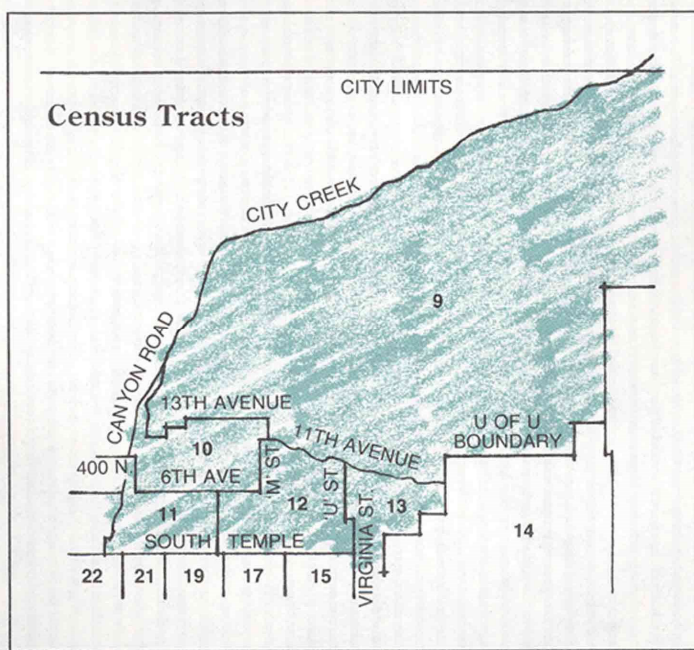 CITY LIMITS
Census Tracts
CITY CREEK
9
CANYON ROAD
13TH AVENUE
U OF U
BOUNDARY
11TH AVENUE
10
400 N.
6TH AVE
'M' ST.
12
'U' ST.
13
11
14
SOUTH TEMPLE
VIRGINIA ST.
22
21
19
17
15